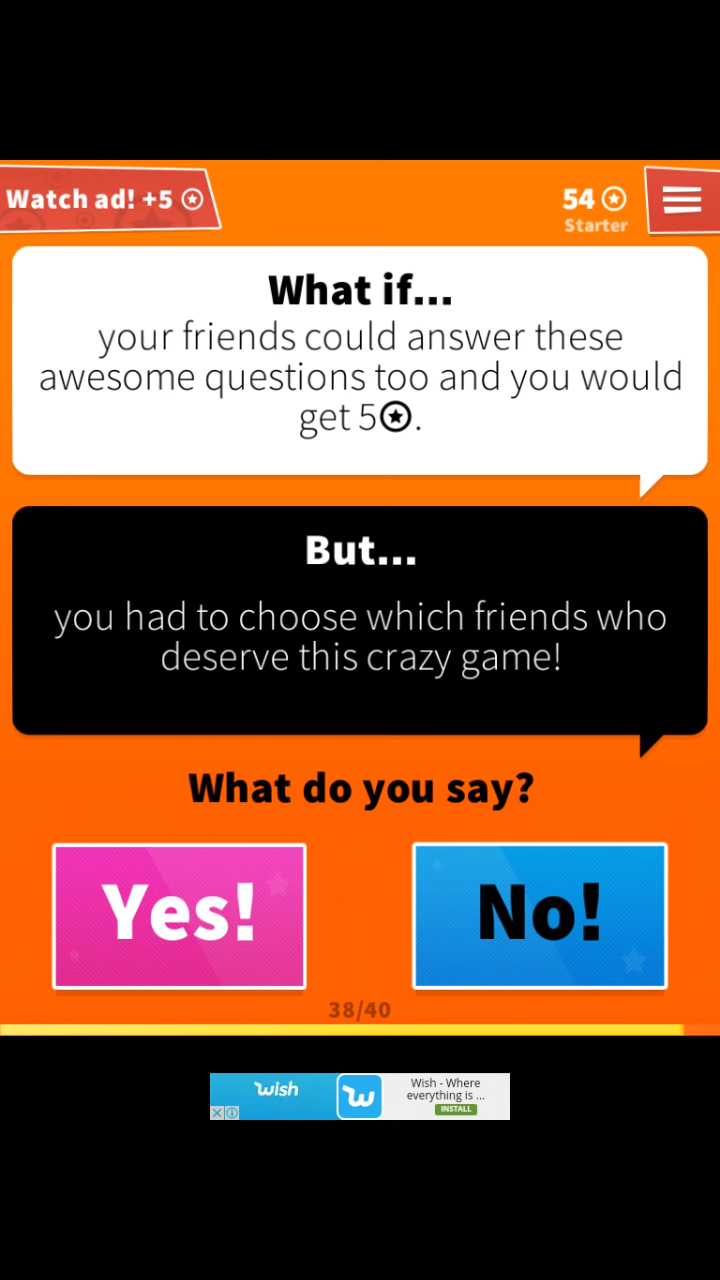 Watch ad! +5
54
Starter
What if...
your friends could answer these
awesome questions too and you would
get 5 .
But...
you had to choose which friends who
deserve this crazy game!
What do you say?
Yes!
No!
38/40
wish
Wish - Where
everything is ...
INSTALL